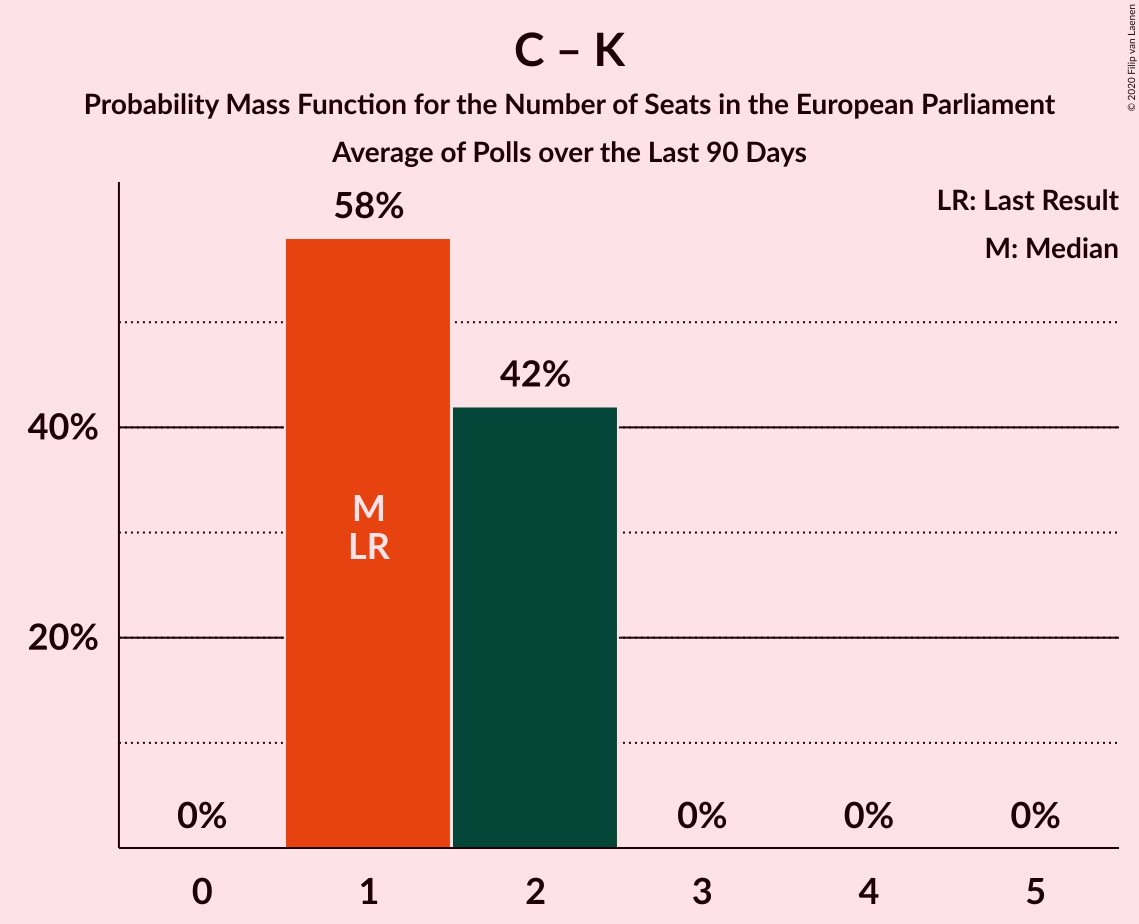 C – K
Probability Mass Function for the Number of Seats in the European Parliament
Average of Polls over the Last 90 Days
© 2020 Filip van Laenen
LR: Last Result
M: Median
58%
42%
40%
M
LR
20%
0%
0%
0%
0%
0
1
2
3
4
5